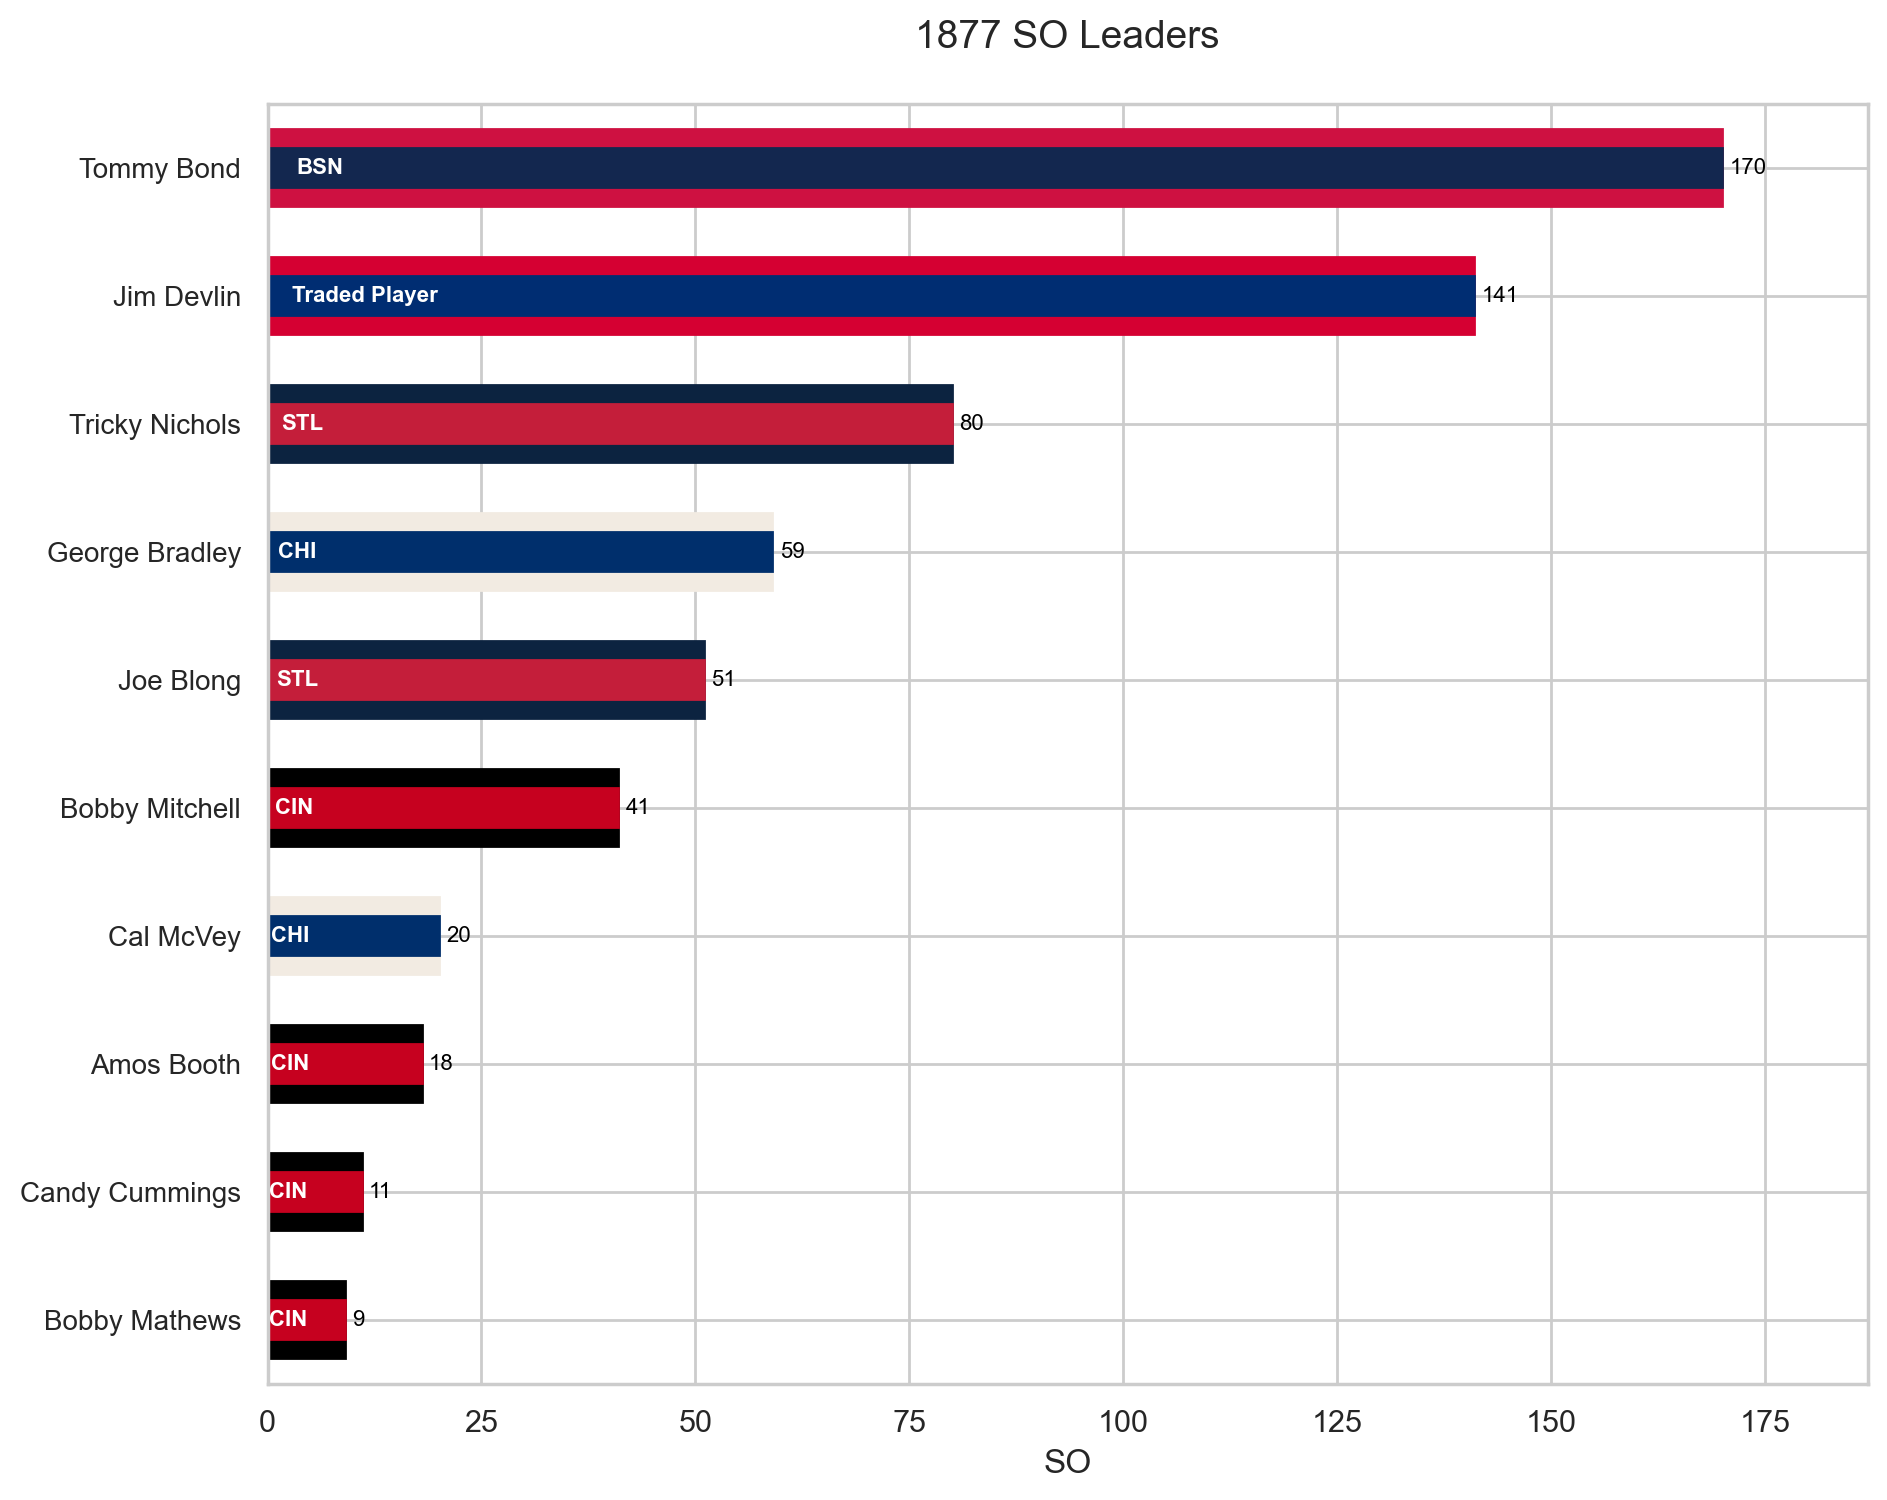 1877 SO Leaders
Tommy Bond BSN 170
Jim Devlin Traded Player 141
Tricky Nichols STL 80
George Bradley CHI 59
Joe Blong STL 51
Bobby Mitchell CIN 41
Cal McVey CHI 20
Amos Booth CIN 18
Candy Cummings CIN 11
Bobby Mathews CIN 9
0 25 50 75 100 125 150 175
SO